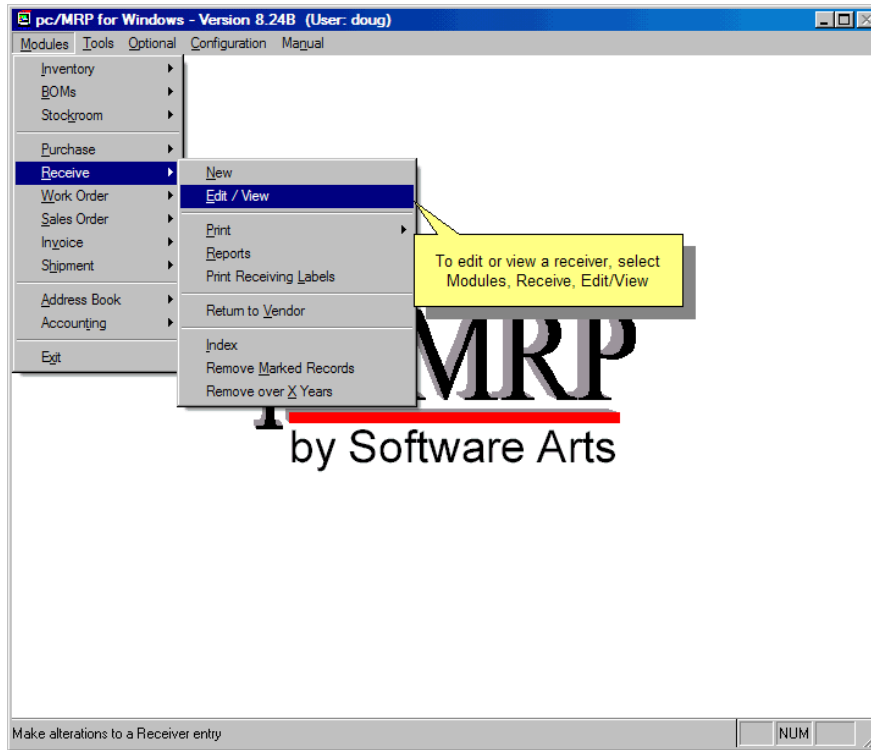 pc/MRP for Windows - Version 8.24B (User: doug)
Modules Tools Optional Configuration Manual
Inventory
BOMs
Stockroom
Purchase
Receive
Work Order
Sales Order
Invoice
Shipment
Address Book
Accounting
Exit
New
Edit / View
Print
Reports
Print Receiving Labels
Return to Vendor
Index
Remove Marked Records
Remove over X Years
To edit or view a receiver, select
Modules, Receive, Edit/View
MRP
by Software Arts
Make alterations to a Receiver entry
NUM